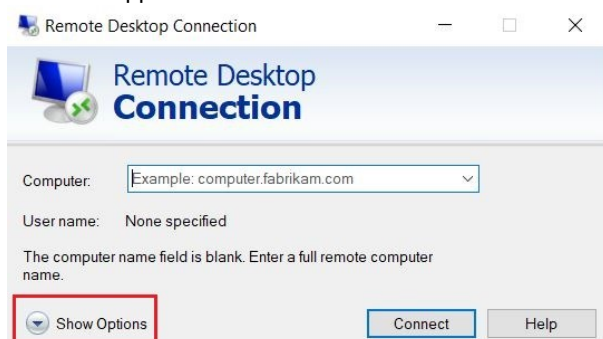 Remote Desktop Connection
Remote Desktop
Connection
Computer:
Example: computer.fabrikam.com
User name: None specified
The computer name field is blank. Enter a full remote computer
name.
Show Options
Connect
Help